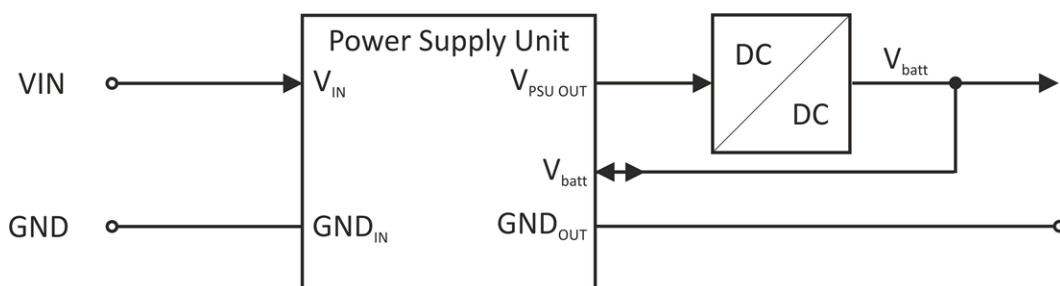 Power Supply Unit
VIN
V_IN
V_PSU OUT
DC
DC
V_batt
V_batt
GND
GND_IN
GND_OUT